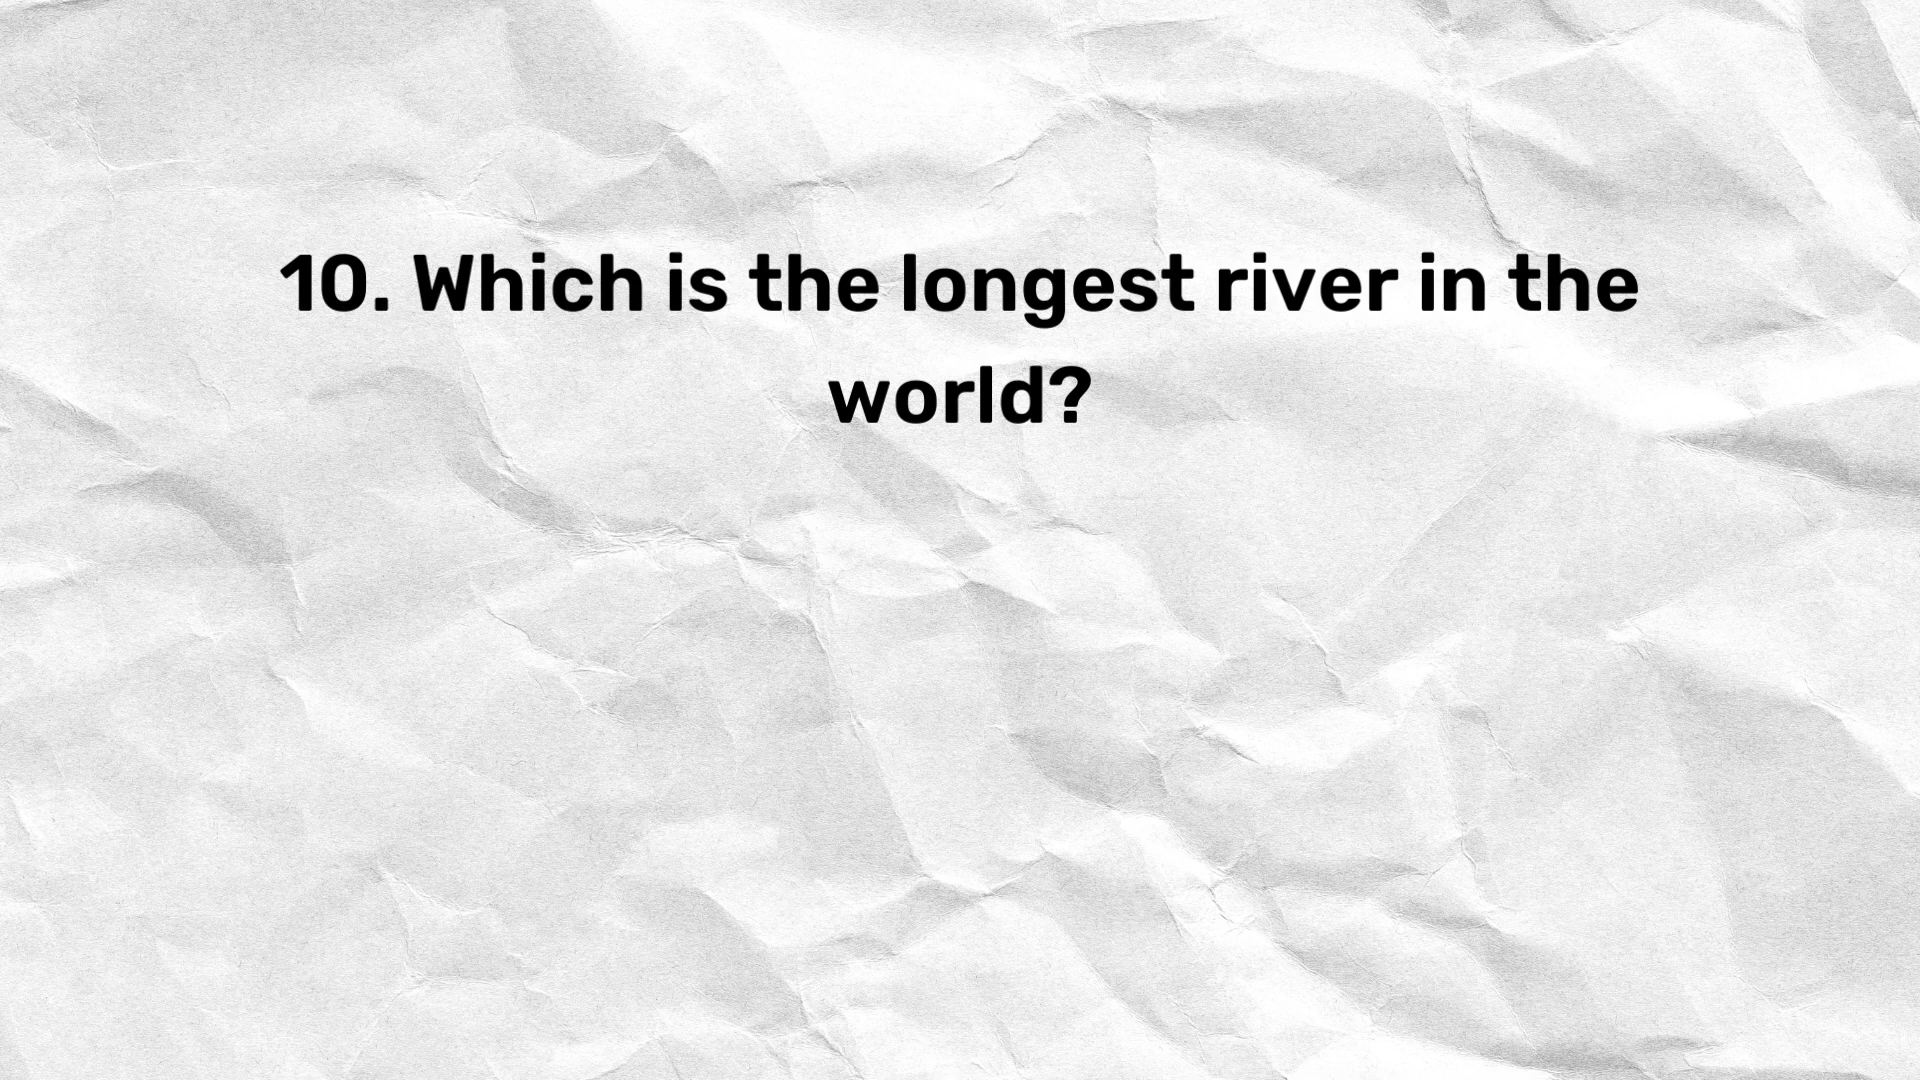 10. Which is the longest river in the
world?